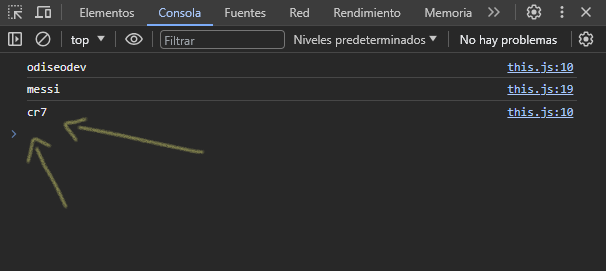 Elementos Consola Fuentes Red Rendimiento Memoria
top Filtrar Niveles predeterminados No hay problemas
odiseodev this.js:10
messi this.js:19
cr7 this.js:10